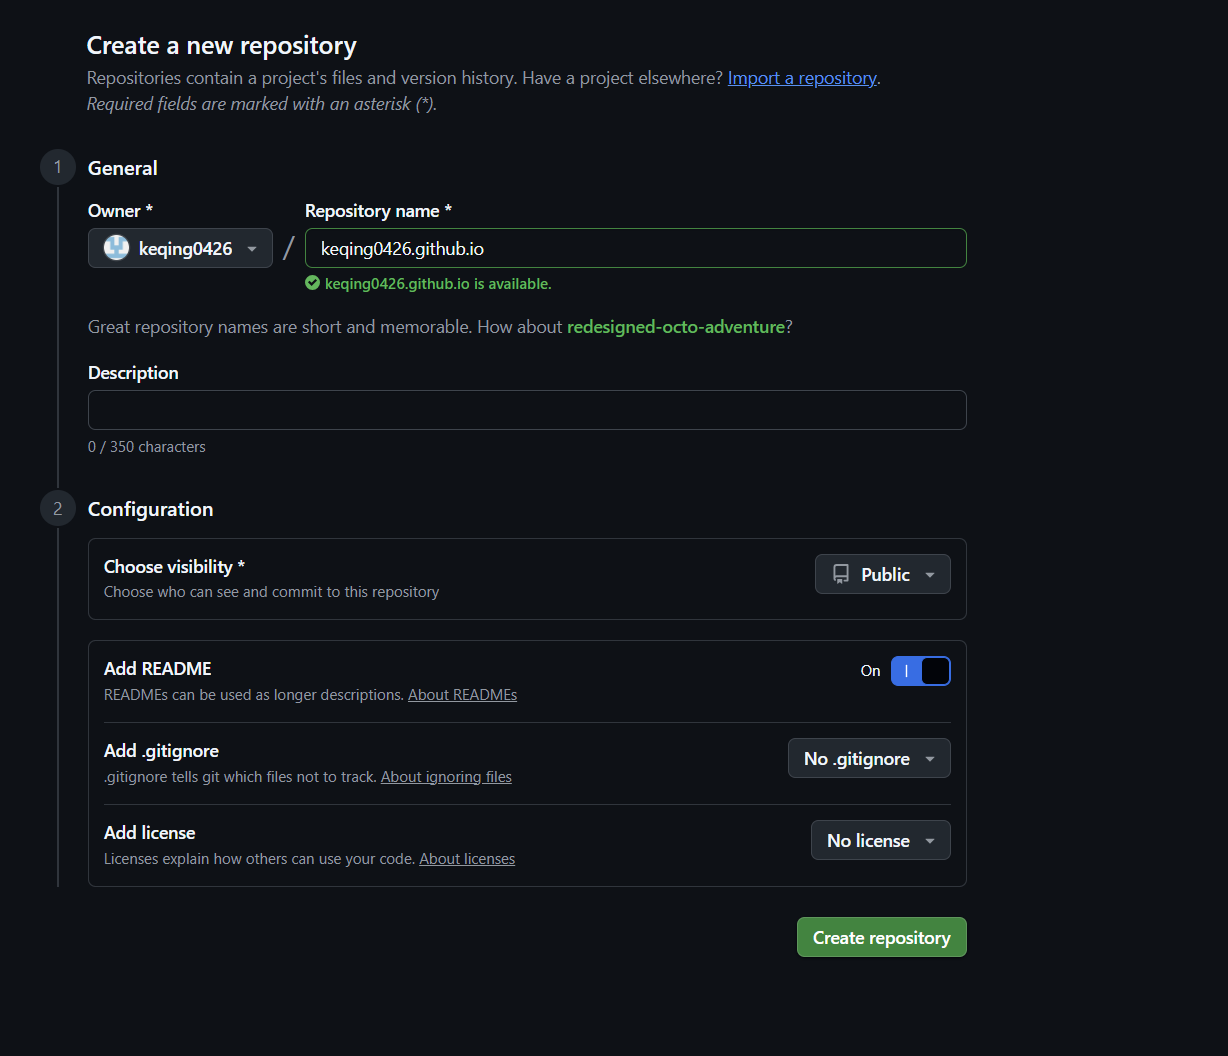 Create a new repository
Repositories contain a project's files and version history. Have a project elsewhere? Import a repository.
Required fields are marked with an asterisk (*).
1
General
Owner *
Repository name *
keqing0426
/
keqing0426.github.io
keqing0426.github.io is available.
Great repository names are short and memorable. How about redesigned-octo-adventure?
Description
0 / 350 characters
2
Configuration
Choose visibility *
Choose who can see and commit to this repository
Public
Add README
READMEs can be used as longer descriptions. About READMEs
On
Add .gitignore
.gitignore tells git which files not to track. About ignoring files
No .gitignore
Add license
Licenses explain how others can use your code. About licenses
No license
Create repository